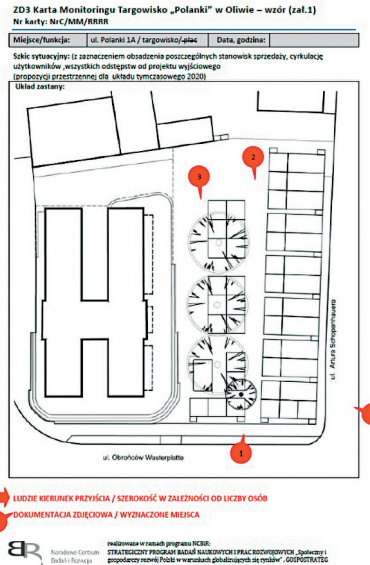 ZD3 Karta Monitoringu Targowisko „Polanki” w Oliwie – wzór (zał.1)
Nr karty: NrC/MM/RRRR
Miejsce/funkcja: ul. Polanki 1A / targowisko/ plac Data, godzina:
Szkic sytuacyjny: (z zaznaczeniem obsadzenia poszczególnych stanowisk sprzedaży, cyrkulację
użytkowników ,wszystkich odstępstw od projektu wyjściowego
(propozycji przestrzennej dla układu tymczasowego 2020)
Układ zastany:
2
3
ul. Artura Schopenhauera
1
ul. Obrońców Westerplatte
LUDZIE KIERUNEK PRZYJŚCIA / SZEROKOŚĆ W ZALEŻNOŚCI OD LICZBY OSÓB
DOKUMENTACJA ZDJĘCIOWA / WYZNACZONE MIEJSCA
Narodowe Centrum
Badań i Rozwoju
realizowane w ramach programu NCBiR:
STRATEGICZNY PROGRAM BADAŃ NAUKOWYCH I PRAC ROZWOJOWYCH „Społeczny i
gospodarczy rozwój Polski w warunkach globalizujących się rynków” . GOSPOSTRATEG